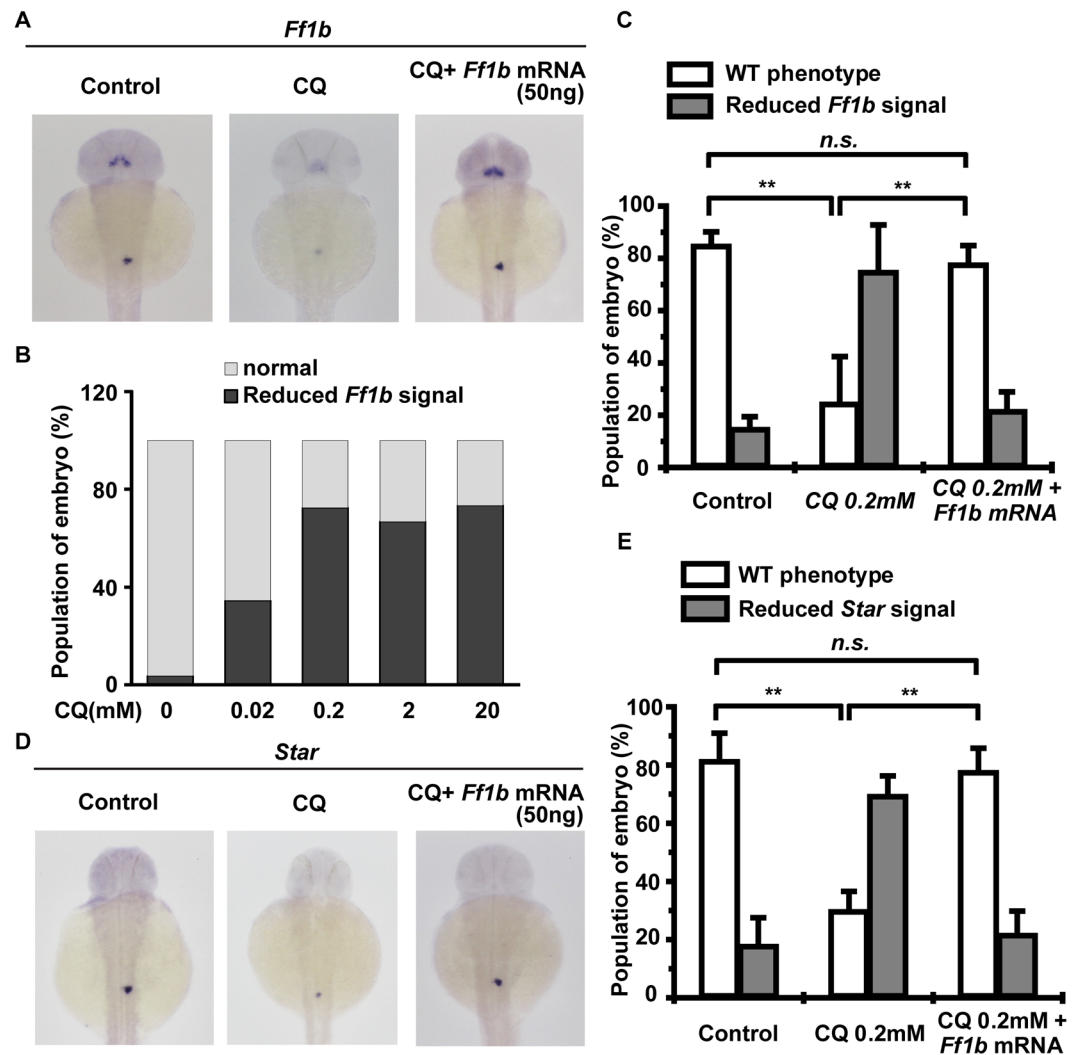 A
Ff1b
Control
CQ
CQ+ Ff1b mRNA
(50ng)
B
normal
Reduced Ff1b signal
Population of embryo (%)
120
80
40
0
CQ(mM) 0 0.02 0.2 2 20
C
WT phenotype
Reduced Ff1b signal
n.s.
** **
Population of embryo (%)
100
80
60
40
20
0
Control
CQ 0.2mM
CQ 0.2mM +
Ff1b mRNA
D
Star
Control
CQ
CQ+ Ff1b mRNA
(50ng)
E
WT phenotype
Reduced Star signal
n.s.
** **
Population of embryo (%)
100
80
60
40
20
0
Control
CQ 0.2mM
CQ 0.2mM +
Ff1b mRNA